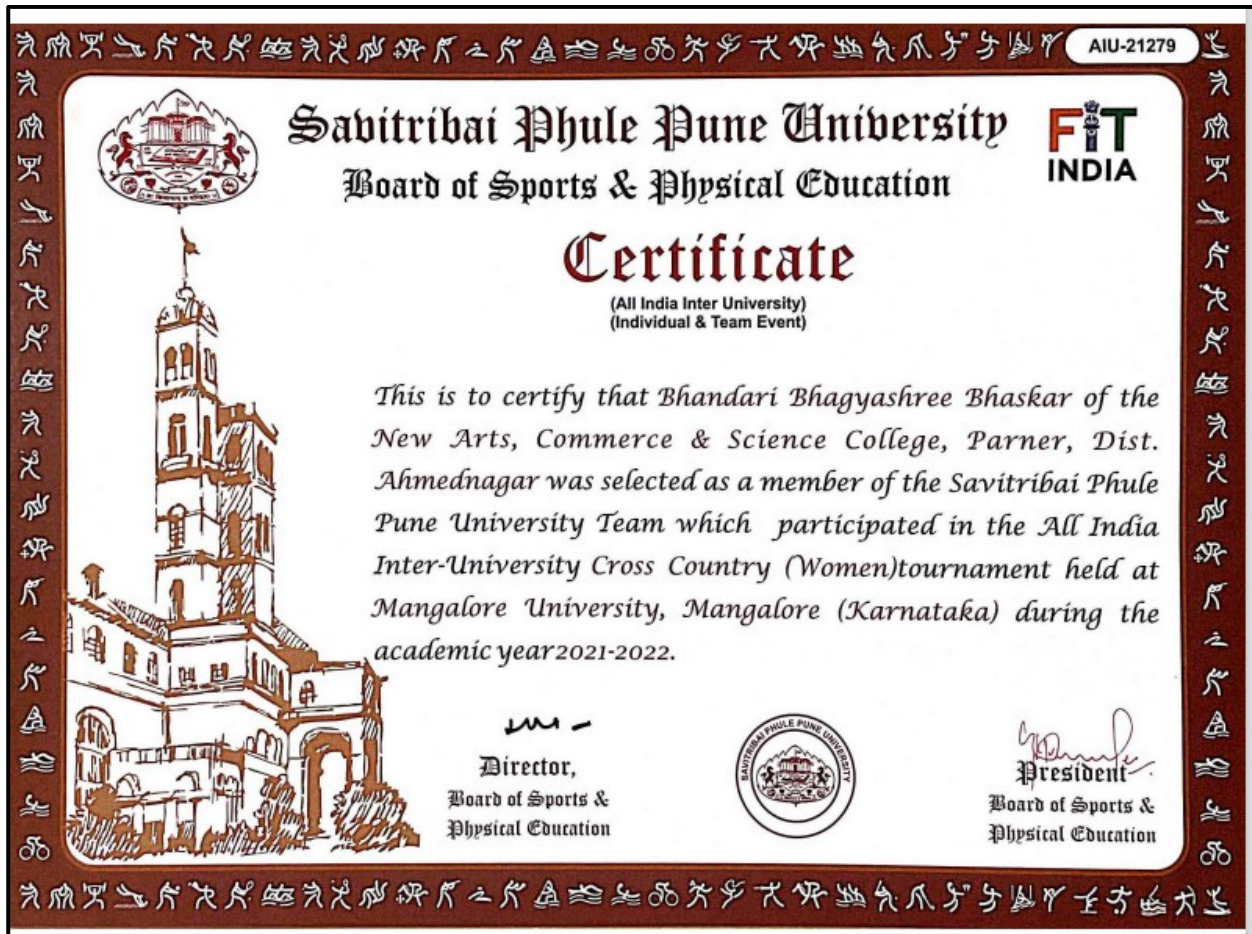 AIU-21279
Savitribai Phule Pune University
Board of Sports & Physical Education
FIT
INDIA
Certificate
(All India Inter University)
(Individual & Team Event)
This is to certify that Bhandari Bhagyashree Bhaskar of the
New Arts, Commerce & Science College, Parner, Dist.
Ahmednagar was selected as a member of the Savitribai Phule
Pune University Team which participated in the All India
Inter-University Cross Country (Women)tournament held at
Mangalore University, Mangalore (Karnataka) during the
academic year2021-2022.
SAVITRIBAI PHULE PUNE UNIVERSITY
Director,
Board of Sports &
Physical Education
President
Board of Sports &
Physical Education